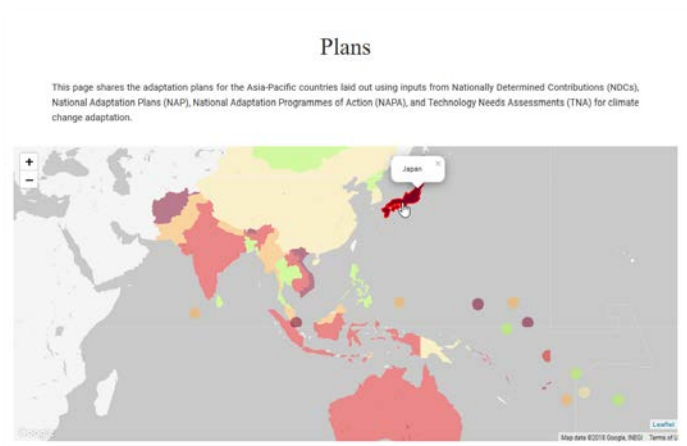 Plans
This page shares the adaptation plans for the Asia-Pacific countries laid out using inputs from Nationally Determined Contributions (NDCs),
National Adaptation Plans (NAP), National Adaptation Programmes of Action (NAPA), and Technology Needs Assessments (TNA) for climate
change adaptation.
+
−
Japan
×
Google
Leaflet
Map data ©2018 Google, INEGI Terms of